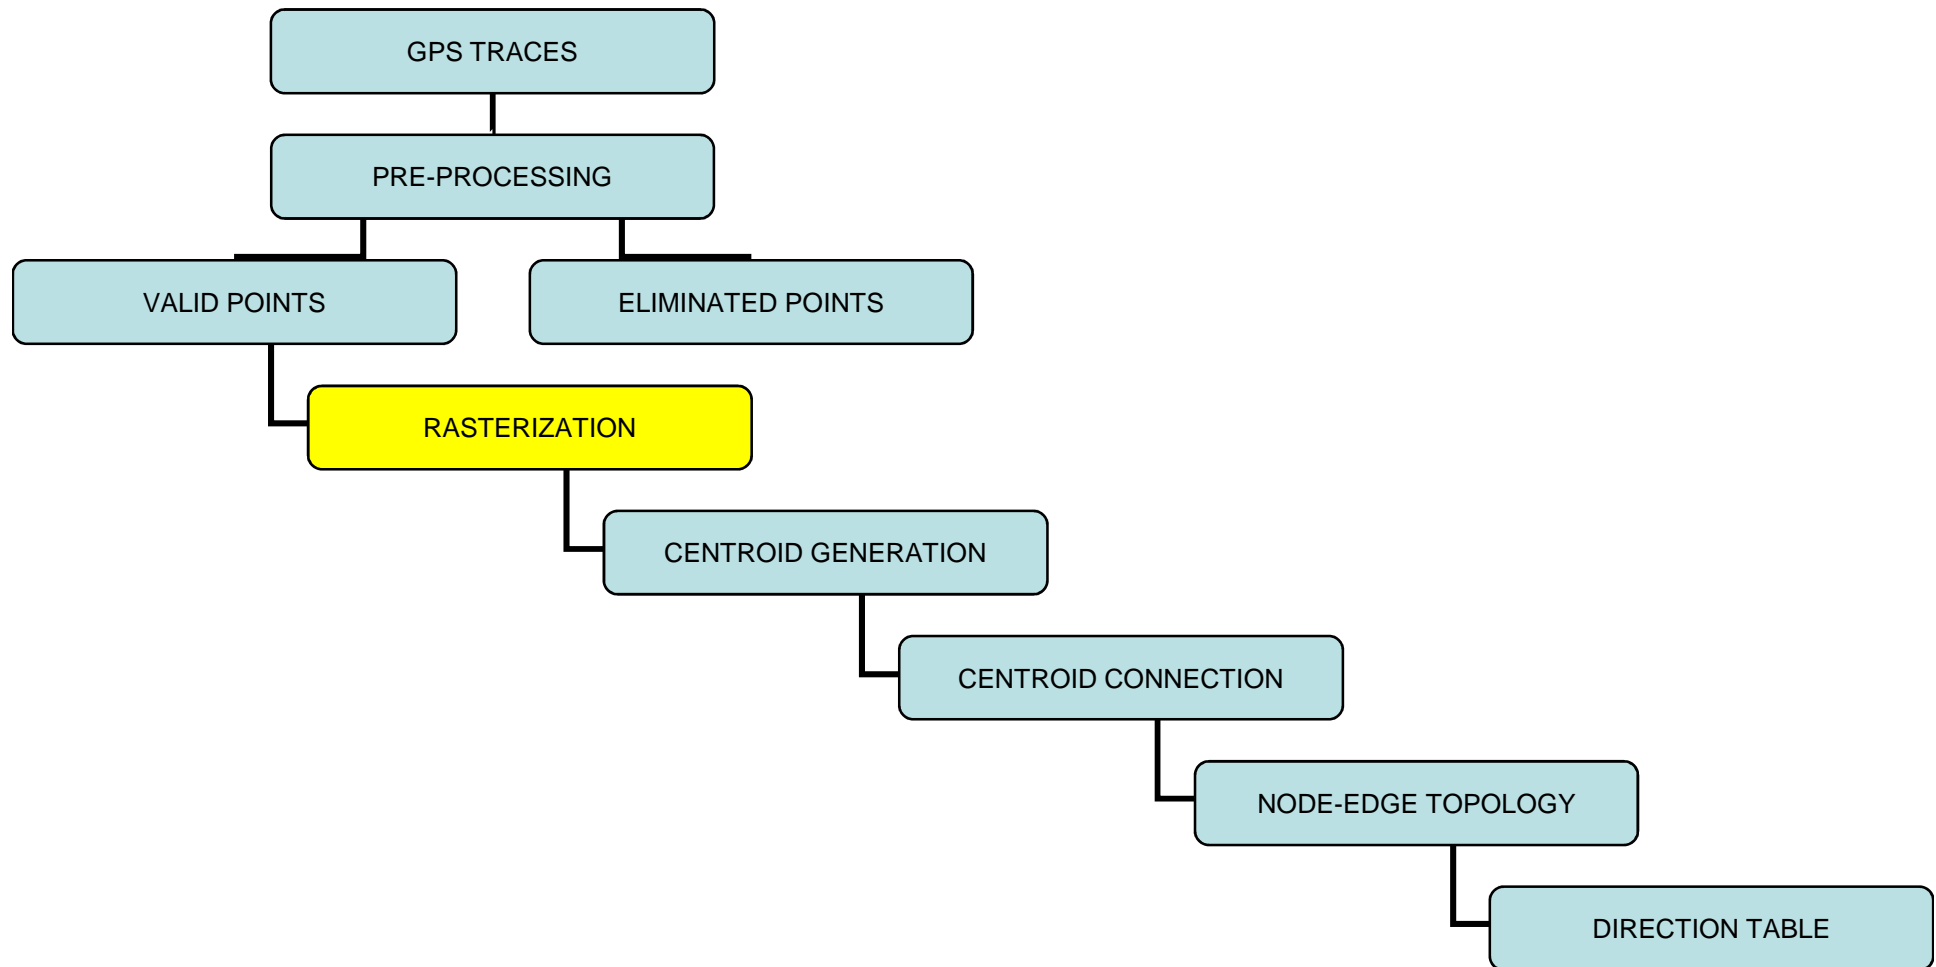 GPS TRACES
PRE-PROCESSING
VALID POINTS
ELIMINATED POINTS
RASTERIZATION
CENTROID GENERATION
CENTROID CONNECTION
NODE-EDGE TOPOLOGY
DIRECTION TABLE